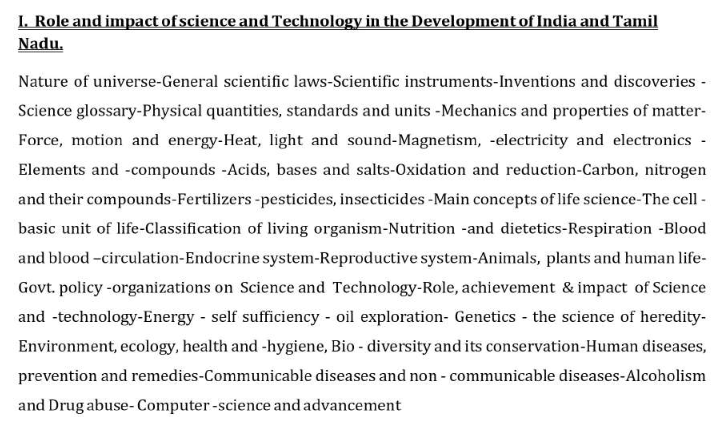 I. Role and impact of science and Technology in the Development of India and Tamil
Nadu.
Nature of universe-General scientific laws-Scientific instruments-Inventions and discoveries -
Science glossary-Physical quantities, standards and units -Mechanics and properties of matter-
Force, motion and energy-Heat, light and sound-Magnetism, -electricity and electronics -
Elements and -compounds -Acids, bases and salts-Oxidation and reduction-Carbon, nitrogen
and their compounds-Fertilizers -pesticides, insecticides -Main concepts of life science-The cell -
basic unit of life-Classification of living organism-Nutrition -and dietetics-Respiration -Blood
and blood –circulation-Endocrine system-Reproductive system-Animals, plants and human life-
Govt. policy -organizations on Science and Technology-Role, achievement & impact of Science
and -technology-Energy - self sufficiency - oil exploration- Genetics - the science of heredity-
Environment, ecology, health and -hygiene, Bio - diversity and its conservation-Human diseases,
prevention and remedies-Communicable diseases and non - communicable diseases-Alcoholism
and Drug abuse- Computer -science and advancement